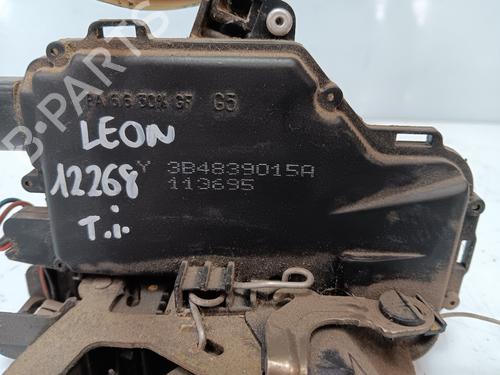 PA 6.6 30% GF G5
LEON
Y 3B4839015A
12268 113695
T.i.
B-PARTS